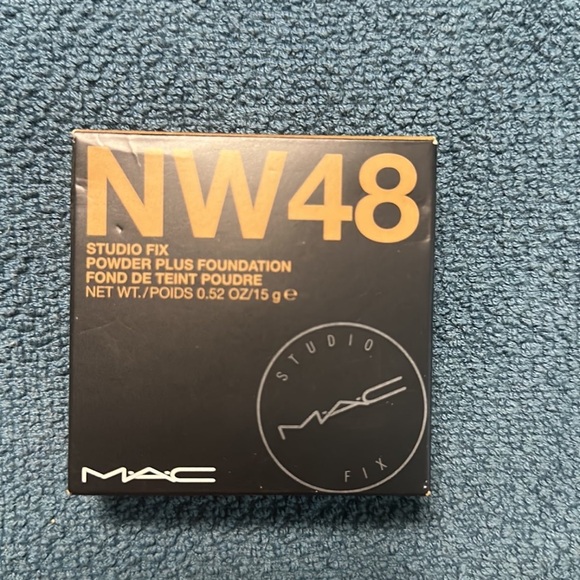 NW48
STUDIO FIX
POWDER PLUS FOUNDATION
FOND DE TEINT POUDRE
NET WT./POIDS 0.52 OZ/15 g ℮
STUDIO
M·A·C
FIX
M·A·C